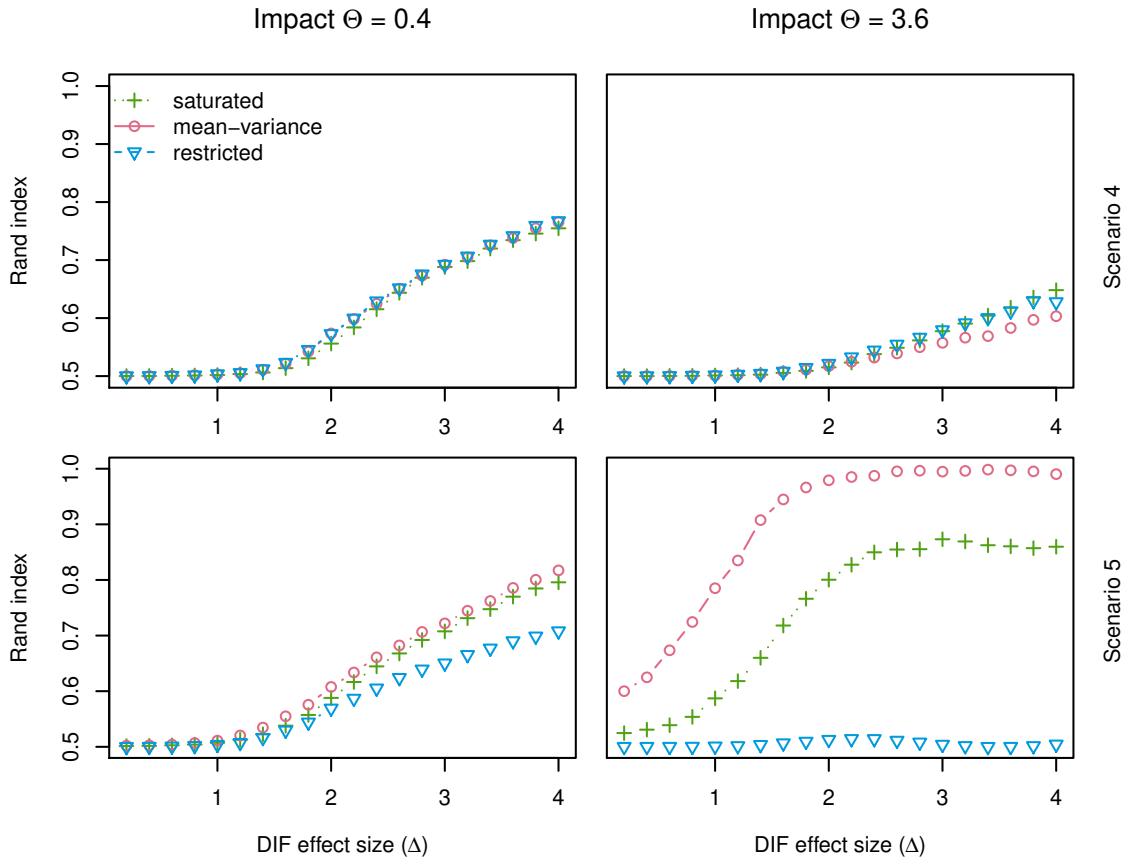 Impact Θ = 0.4
Impact Θ = 3.6
saturated
mean−variance
restricted
Rand index
0.5 0.6 0.7 0.8 0.9 1.0
1 2 3 4
1 2 3 4
Scenario 4
Rand index
0.5 0.6 0.7 0.8 0.9 1.0
1 2 3 4
1 2 3 4
Scenario 5
DIF effect size (Δ)
DIF effect size (Δ)